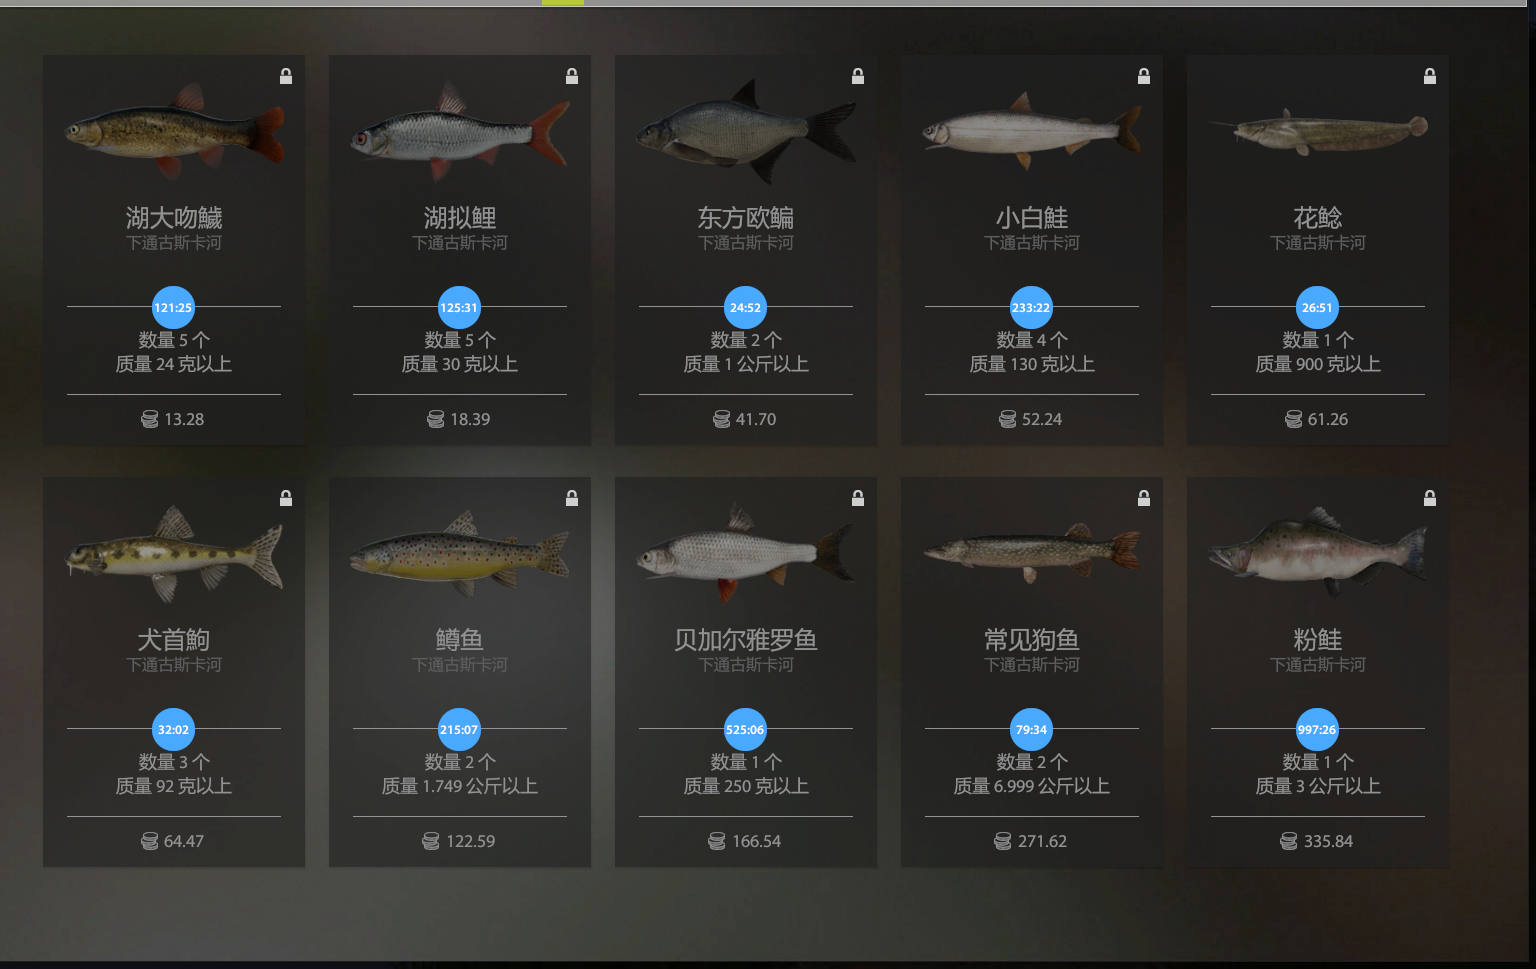 湖大吻鱥
下通古斯卡河
121:25
数量 5 个
质量 24 克以上
13.28
湖拟鲤
下通古斯卡河
125:31
数量 5 个
质量 30 克以上
18.39
东方欧鳊
下通古斯卡河
24:52
数量 2 个
质量 1 公斤以上
41.70
小白鲑
下通古斯卡河
233:22
数量 4 个
质量 130 克以上
52.24
花鲶
下通古斯卡河
26:51
数量 1 个
质量 900 克以上
61.26
犬首鮈
下通古斯卡河
32:02
数量 3 个
质量 92 克以上
64.47
鳟鱼
下通古斯卡河
215:07
数量 2 个
质量 1.749 公斤以上
122.59
贝加尔雅罗鱼
下通古斯卡河
525:06
数量 1 个
质量 250 克以上
166.54
常见狗鱼
下通古斯卡河
79:34
数量 2 个
质量 6.999 公斤以上
271.62
粉鲑
下通古斯卡河
997:26
数量 1 个
质量 3 公斤以上
335.84